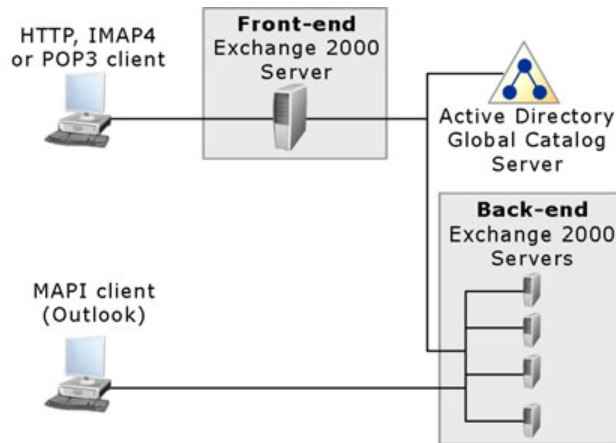 HTTP, IMAP4
or POP3 client
Front-end
Exchange 2000
Server
Active Directory
Global Catalog
Server
Back-end
Exchange 2000
Servers
MAPI client
(Outlook)